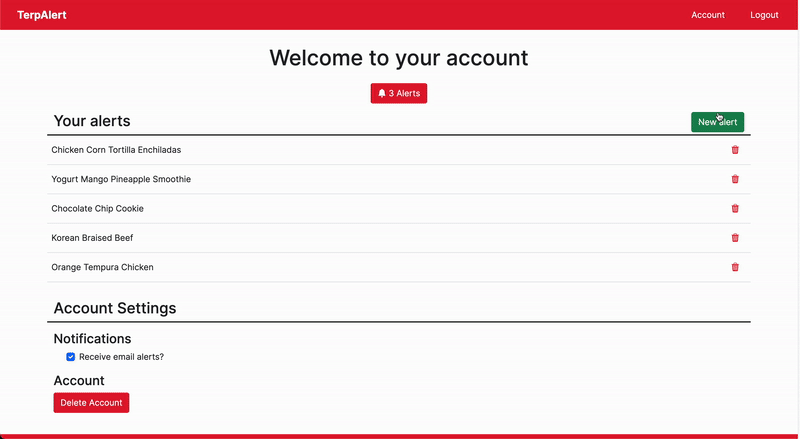 TerpAlert Account Logout
Welcome to your account
3 Alerts
Your alerts New alert
Chicken Corn Tortilla Enchiladas
Yogurt Mango Pineapple Smoothie
Chocolate Chip Cookie
Korean Braised Beef
Orange Tempura Chicken
Account Settings
Notifications
Receive email alerts?
Account
Delete Account